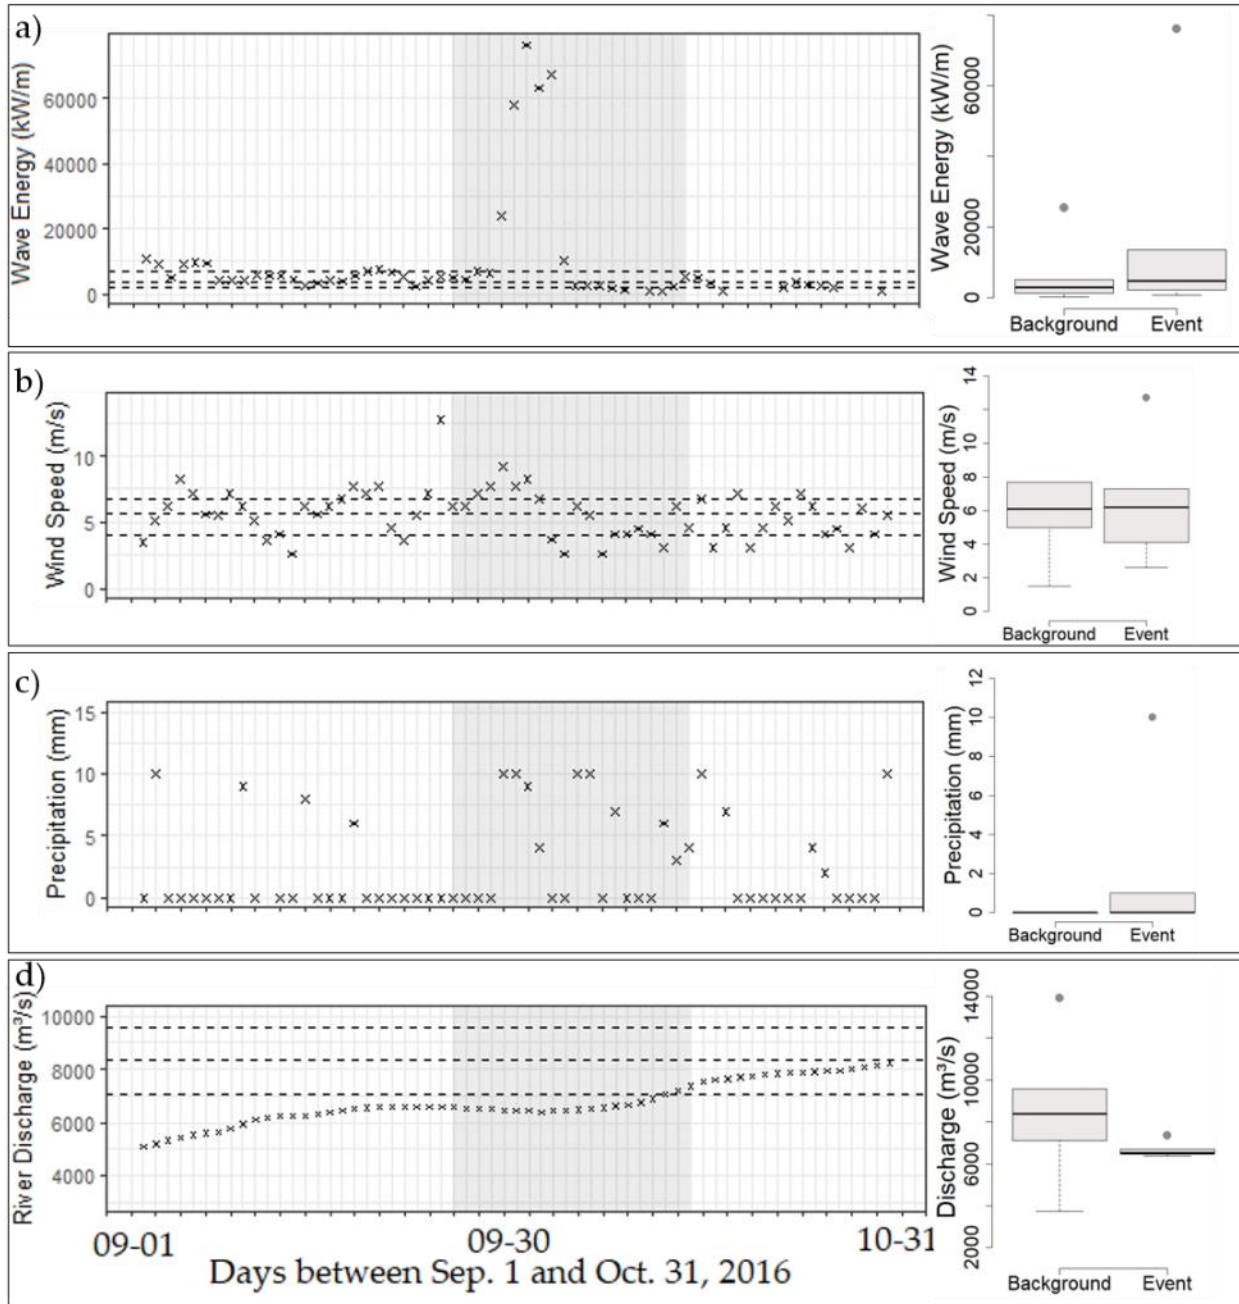 a)
Wave Energy (kW/m)
60000
40000
20000
0
Wave Energy (kW/m)
60000
20000
0
Background Event
b)
Wind Speed (m/s)
10
5
0
Wind Speed (m/s)
14
10
8
6
4
2
0
Background Event
c)
Precipitation (mm)
15
10
5
0
Precipitation (mm)
12
10
8
6
4
2
0
Background Event
d)
River Discharge (m³/s)
10000
8000
6000
4000
Discharge (m³/s)
14000
10000
6000
2000
Background Event
09-01 09-30 10-31
Days between Sep. 1 and Oct. 31, 2016